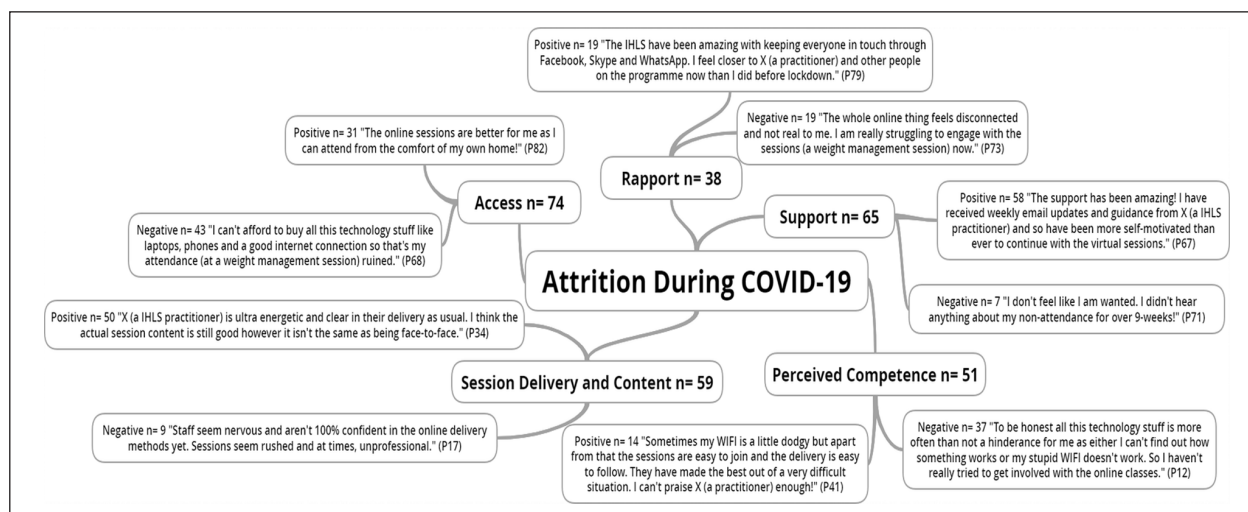 Positive n= 19 "The IHLS have been amazing with keeping everyone in touch through
Facebook, Skype and WhatsApp. I feel closer to X (a practitioner) and other people
on the programme now than I did before lockdown." (P79)
Negative n= 19 "The whole online thing feels disconnected
and not real to me. I am really struggling to engage with the
sessions (a weight management session) now." (P73)
Rapport n= 38
Positive n= 31 "The online sessions are better for me as I
can attend from the comfort of my own home!" (P82)
Access n= 74
Negative n= 43 "I can't afford to buy all this technology stuff like
laptops, phones and a good internet connection so that's my
attendance (at a weight management session) ruined." (P68)
Support n= 65
Positive n= 58 "The support has been amazing! I have
received weekly email updates and guidance from X (a IHLS
practitioner) and so have been more self-motivated than
ever to continue with the virtual sessions." (P67)
Negative n= 7 "I don't feel like I am wanted. I didn't hear
anything about my non-attendance for over 9-weeks!" (P71)
Attrition During COVID-19
Positive n= 50 "X (a IHLS practitioner) is ultra energetic and clear in their delivery as usual. I think the
actual session content is still good however it isn't the same as being face-to-face." (P34)
Session Delivery and Content n= 59
Negative n= 9 "Staff seem nervous and aren't 100% confident in the online delivery
methods yet. Sessions seem rushed and at times, unprofessional." (P17)
Perceived Competence n= 51
Positive n= 14 "Sometimes my WIFI is a little dodgy but apart
from that the sessions are easy to join and the delivery is easy
to follow. They have made the best out of a very difficult
situation. I can't praise X (a practitioner) enough!" (P41)
Negative n= 37 "To be honest all this technology stuff is more
often than not a hinderance for me as either I can't find out how
something works or my stupid WIFI doesn't work. So I haven't
really tried to get involved with the online classes." (P12)